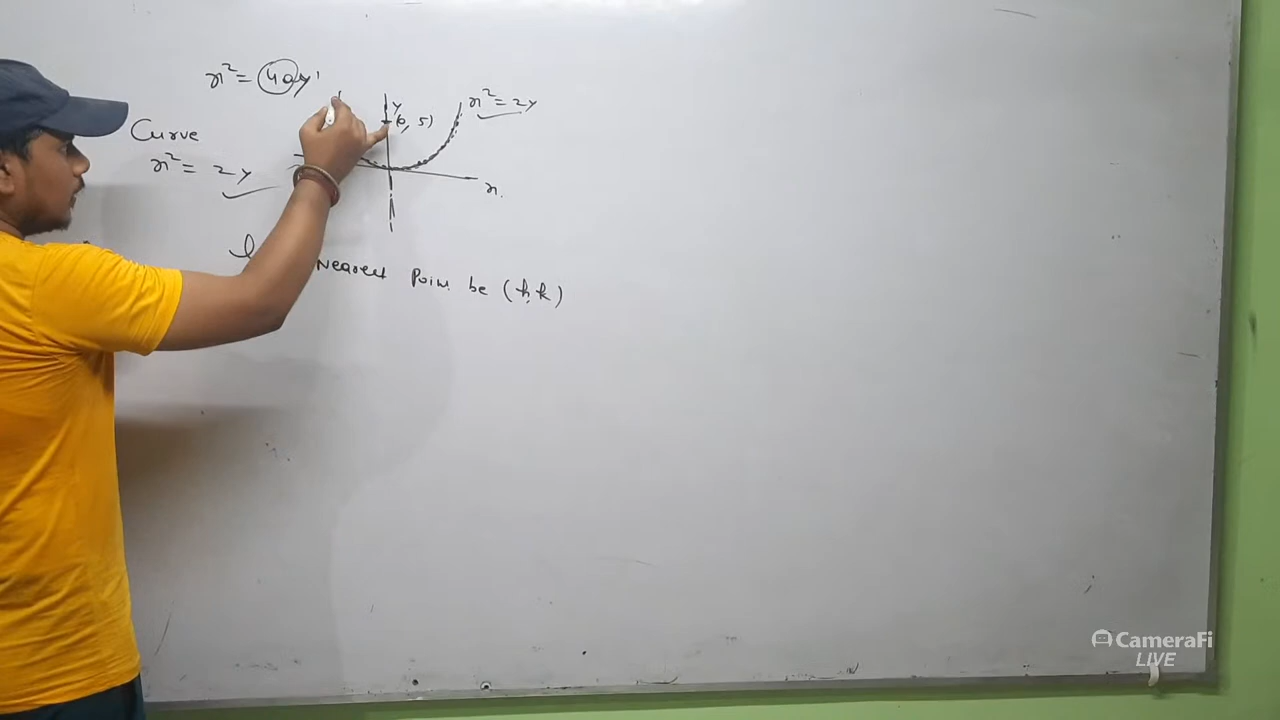 x² = 4ay
y
x² = 2y
(0, 5)
Curve
x² = 2y
x
Nearest Point be (h, k)
CameraFi
LIVE